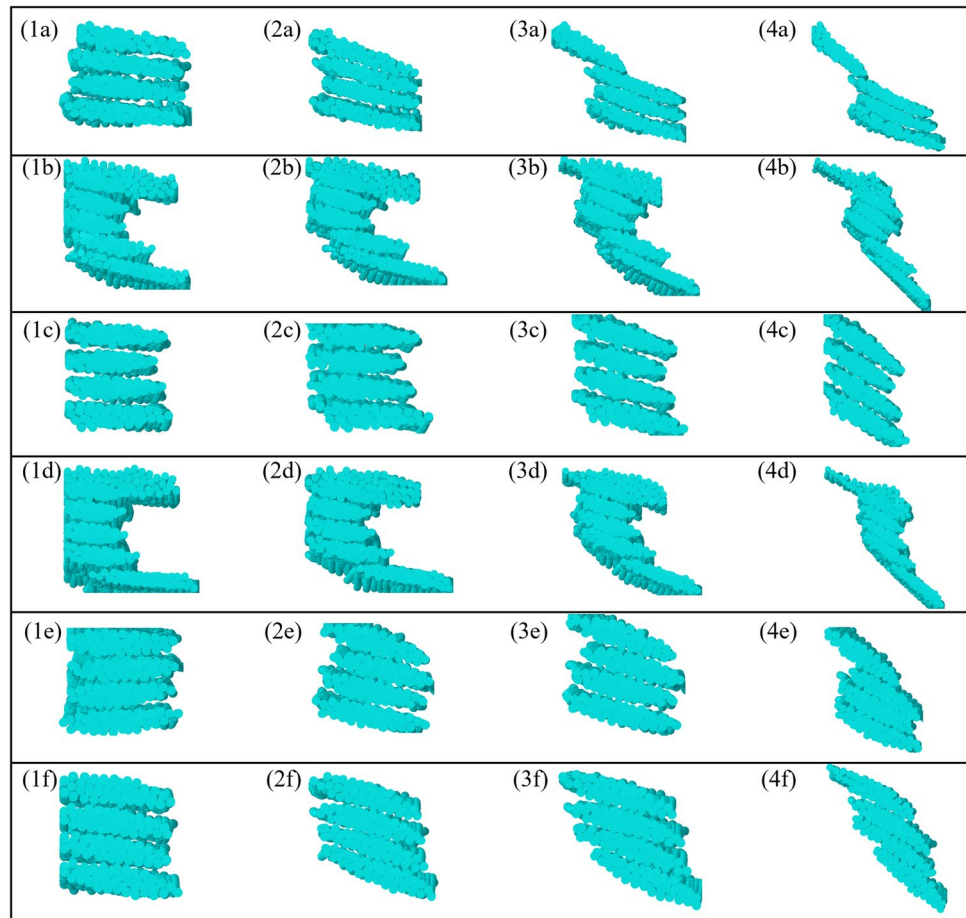 (1a) (2a) (3a) (4a)
(1b) (2b) (3b) (4b)
(1c) (2c) (3c) (4c)
(1d) (2d) (3d) (4d)
(1e) (2e) (3e) (4e)
(1f) (2f) (3f) (4f)